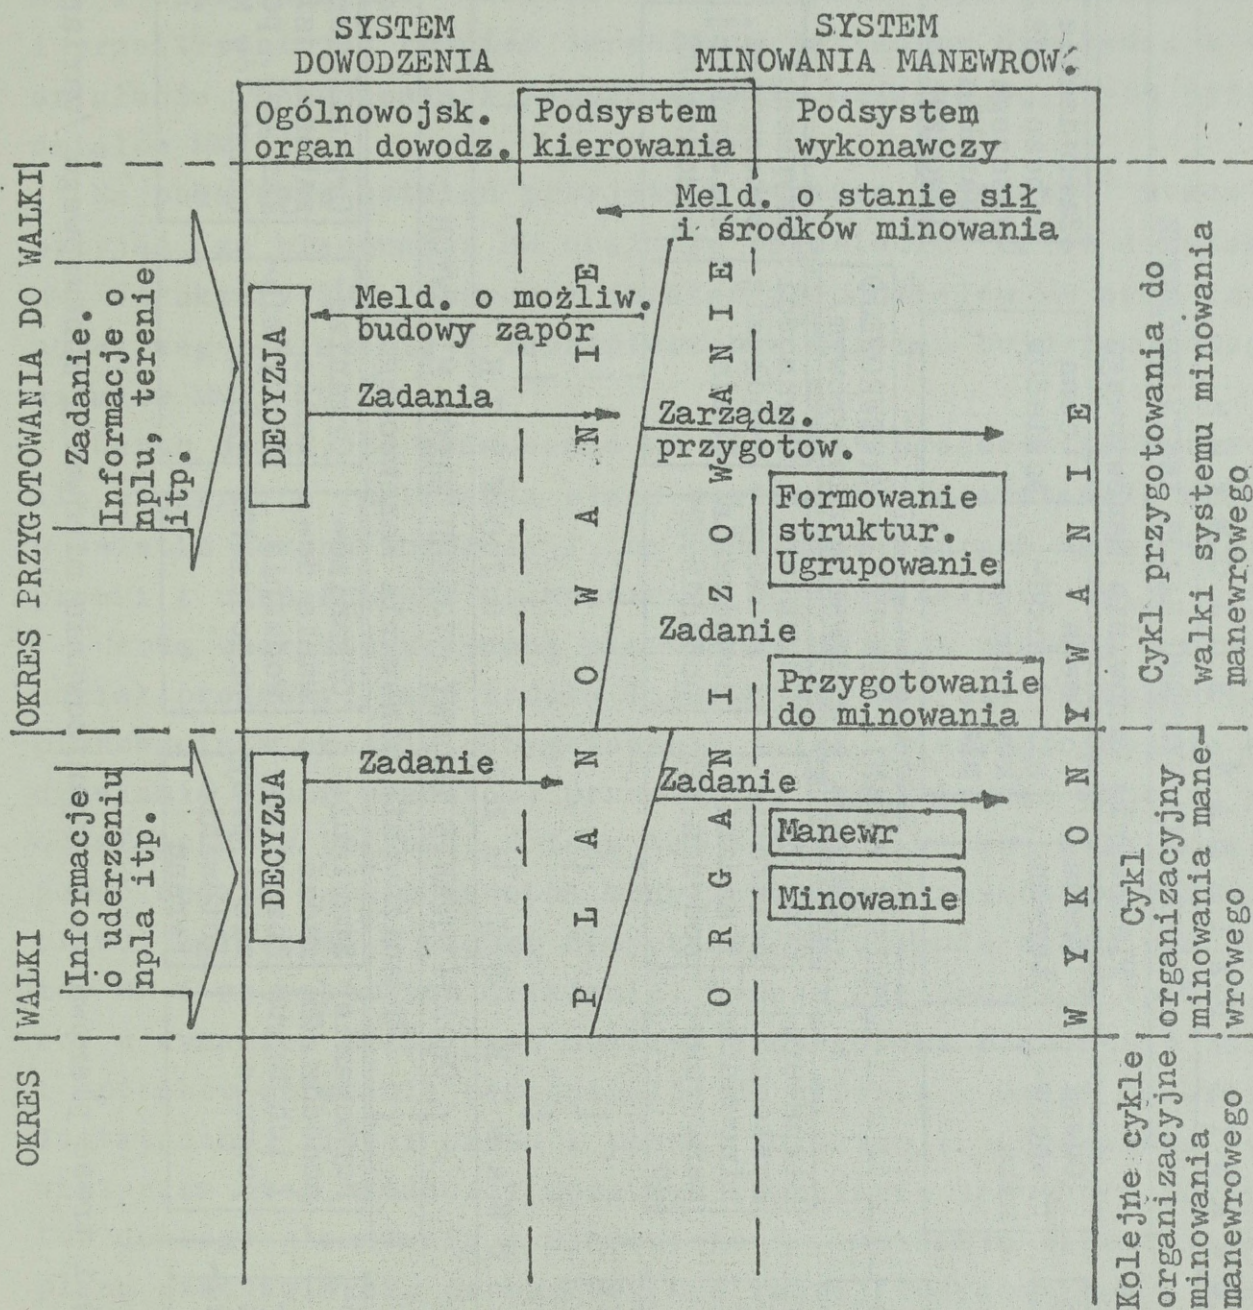 SYSTEM
DOWODZENIA
SYSTEM
MINOWANIA MANEWROW.
Ogólnowojsk.
organ dowodz.
Podsystem
kierowania
Podsystem
wykonawczy
OKRES PRZYGOTOWANIA DO WALKI
Zadanie.
Informacje o
nplu, terenie
itp.
DECYZJA
Meld. o stanie sił
i środków minowania
Meld. o możliw.
budowy zapór
Zadania
Zarządz.
przygotow.
Formowanie
struktur.
Ugrupowanie
Zadanie
Przygotowanie
do minowania
PLANOWANIE
ORGANIZOWANIE
WYKONYWANIE
Cykl przygotowania do
walki systemu minowania
manewrowego
OKRES WALKI
Informacje
o uderzeniu
npla itp.
DECYZJA
Zadanie
Zadanie
Manewr
Minowanie
Cykl
organizacyjny
minowania mane-
wrowego
Kolejne cykle
organizacyjne
minowania
manewrowego